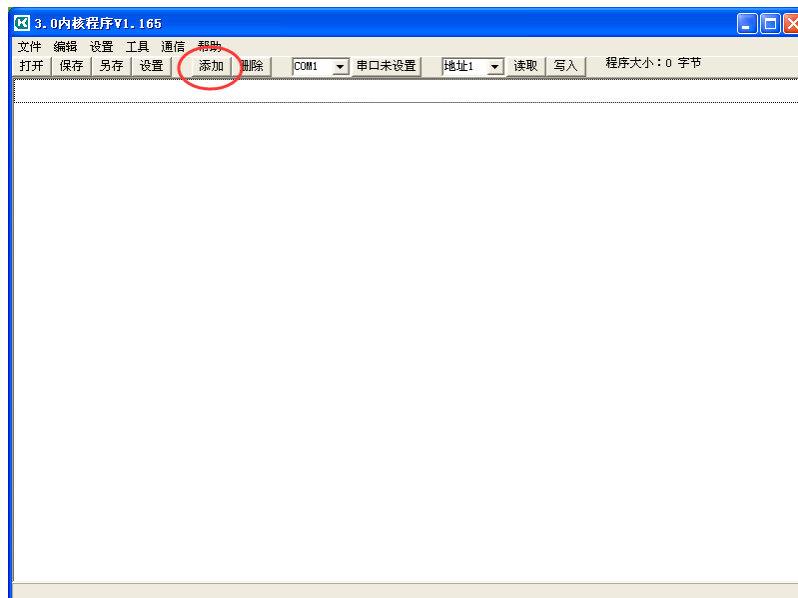 3.0内核程序V1.165
文件 编辑 设置 工具 通信 帮助
打开 保存 另存 设置 添加 删除 COM1 串口未设置 地址1 读取 写入 程序大小：0 字节